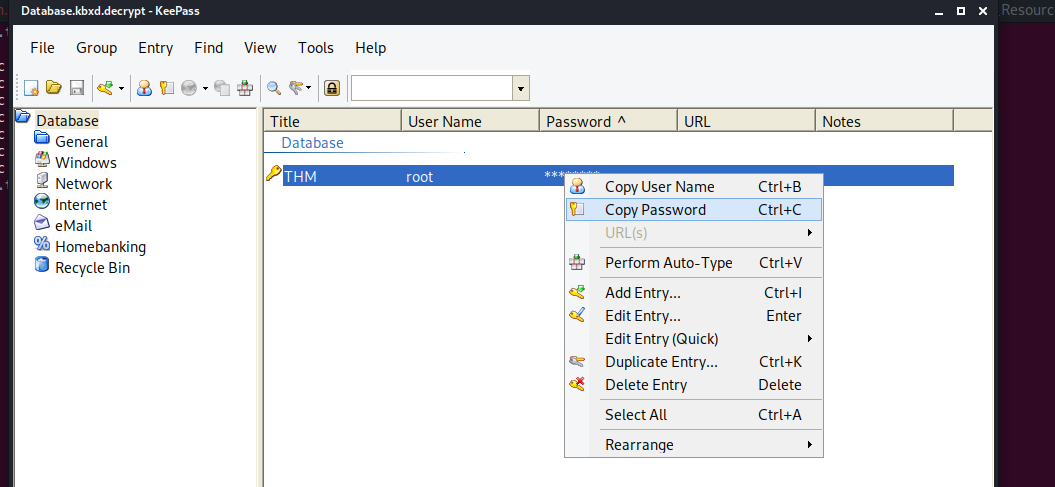 Database.kbxd.decrypt - KeePass
Resourc
File Group Entry Find View Tools Help
Title User Name Password ^ URL Notes
Database
General
Windows
Network
Internet
eMail
Homebanking
Recycle Bin
Database
THM root ********
Copy User Name Ctrl+B
Copy Password Ctrl+C
URL(s)
Perform Auto-Type Ctrl+V
Add Entry... Ctrl+I
Edit Entry... Enter
Edit Entry (Quick)
Duplicate Entry... Ctrl+K
Delete Entry Delete
Select All Ctrl+A
Rearrange